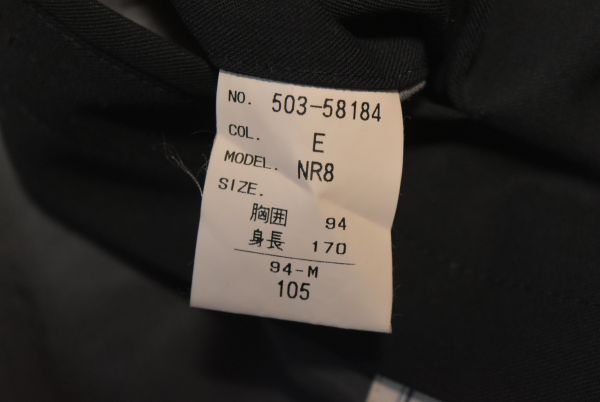 NO. 503-58184
COL. E
MODEL. NR8
SIZE.
胸囲 94
身長 170
94-M
105